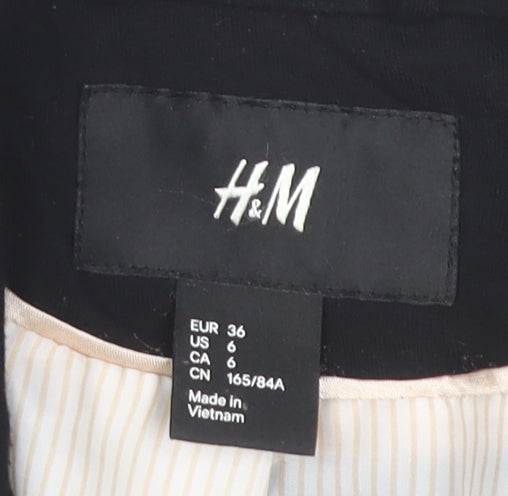 H&M
EUR 36
US 6
CA 6
CN 165/84A
Made in
Vietnam